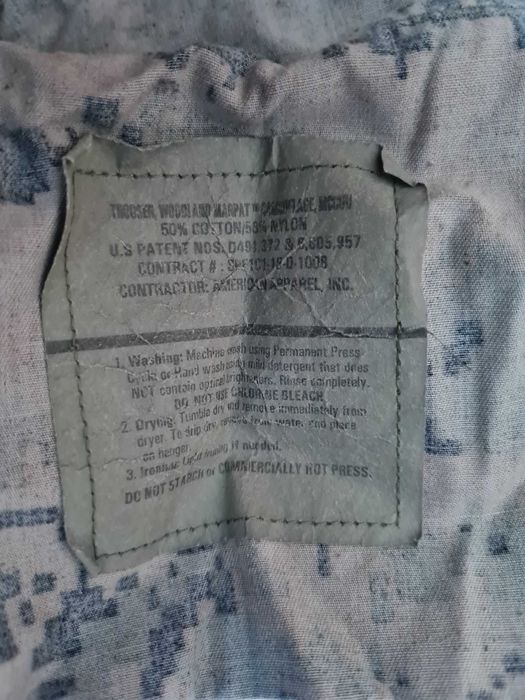 TROUSER, WOODLAND MARPAT CAMOUFLAGE, MCCUU
50% COTTON/50% NYLON
U.S PATENT NOS. D491,372 & 6,805,957
CONTRACT # : SPE1C1-18-D-1008
CONTRACTOR: AMERICAN APPAREL, INC.
1. Washing: Machine wash using Permanent Press
Cycle or Hand wash using mild detergent that does
NOT contain optical brighteners. Rinse completely.
DO NOT USE CHLORINE BLEACH
2. Drying: Tumble dry and remove immediately from
dryer. To drip dry, remove from water and place
on hanger.
3. Ironing: Light ironing if needed.
DO NOT STARCH or COMMERCIALLY HOT PRESS.